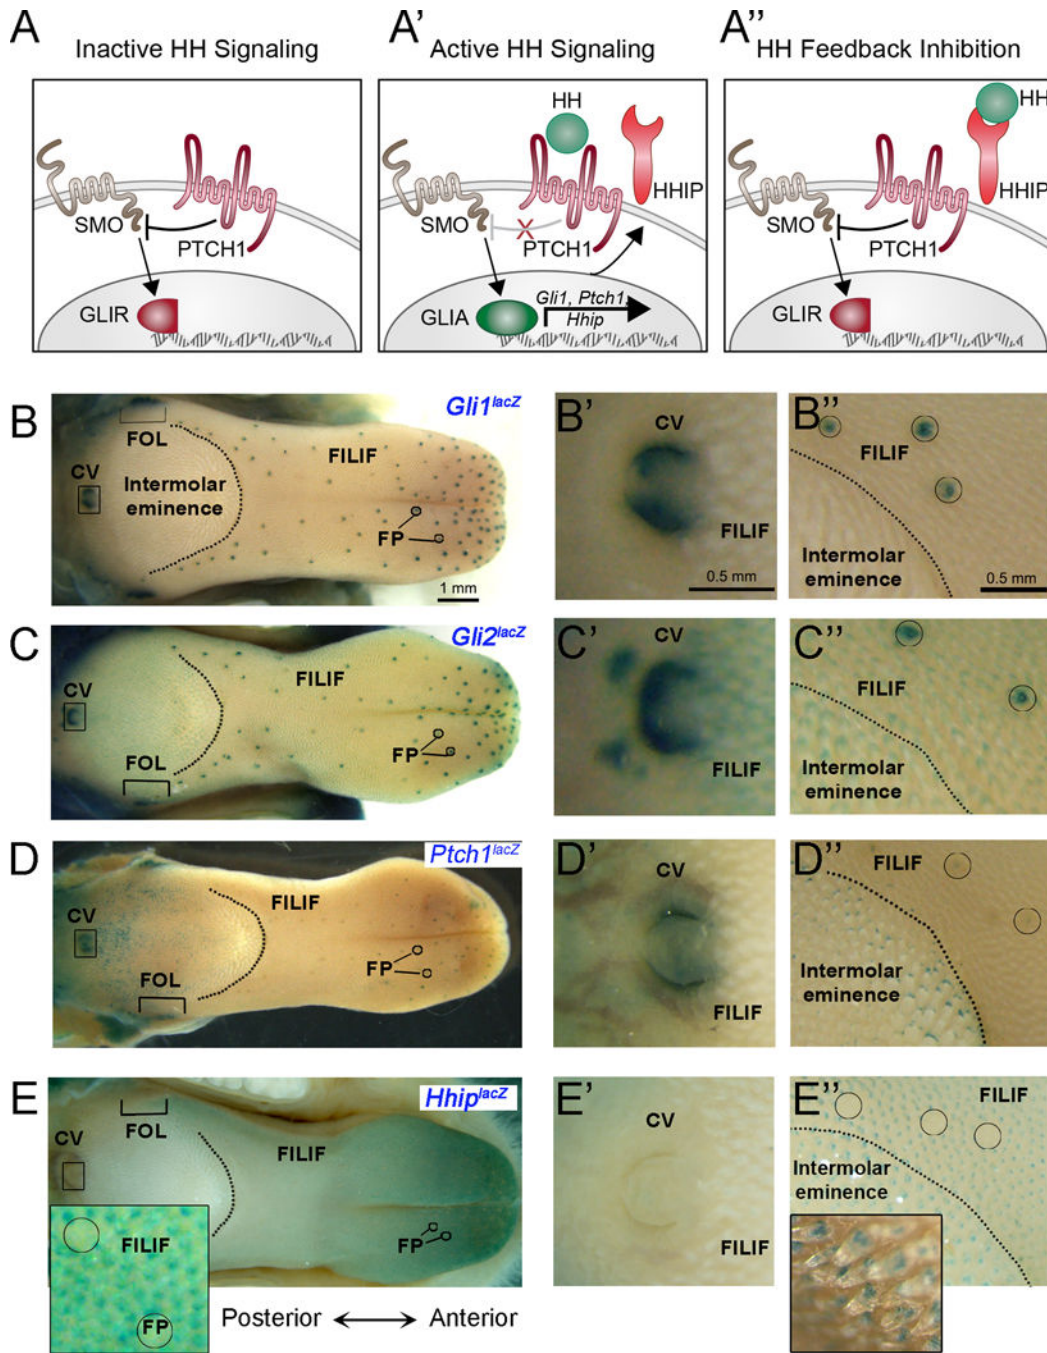 A
Inactive HH Signaling
SMO
PTCH1
GLIR
A'
Active HH Signaling
HH
HHIP
SMO
X
PTCH1
GLIA
Gli1, Ptch1,
Hhip
A''
HH Feedback Inhibition
HH
HHIP
SMO
PTCH1
GLIR
B
Gli1lacZ
FOL
CV
Intermolar
eminence
FILIF
FP
1 mm
B'
CV
FILIF
0.5 mm
B''
FILIF
Intermolar
eminence
0.5 mm
C
Gli2lacZ
CV
FILIF
FOL
FP
C'
CV
FILIF
C''
FILIF
Intermolar
eminence
D
Ptch1lacZ
FILIF
CV
FOL
FP
D'
CV
FILIF
D''
FILIF
Intermolar
eminence
E
HhiplacZ
FOL
CV
FILIF
FP
FILIF
FP
Posterior
Anterior
E'
CV
FILIF
E''
FILIF
Intermolar
eminence